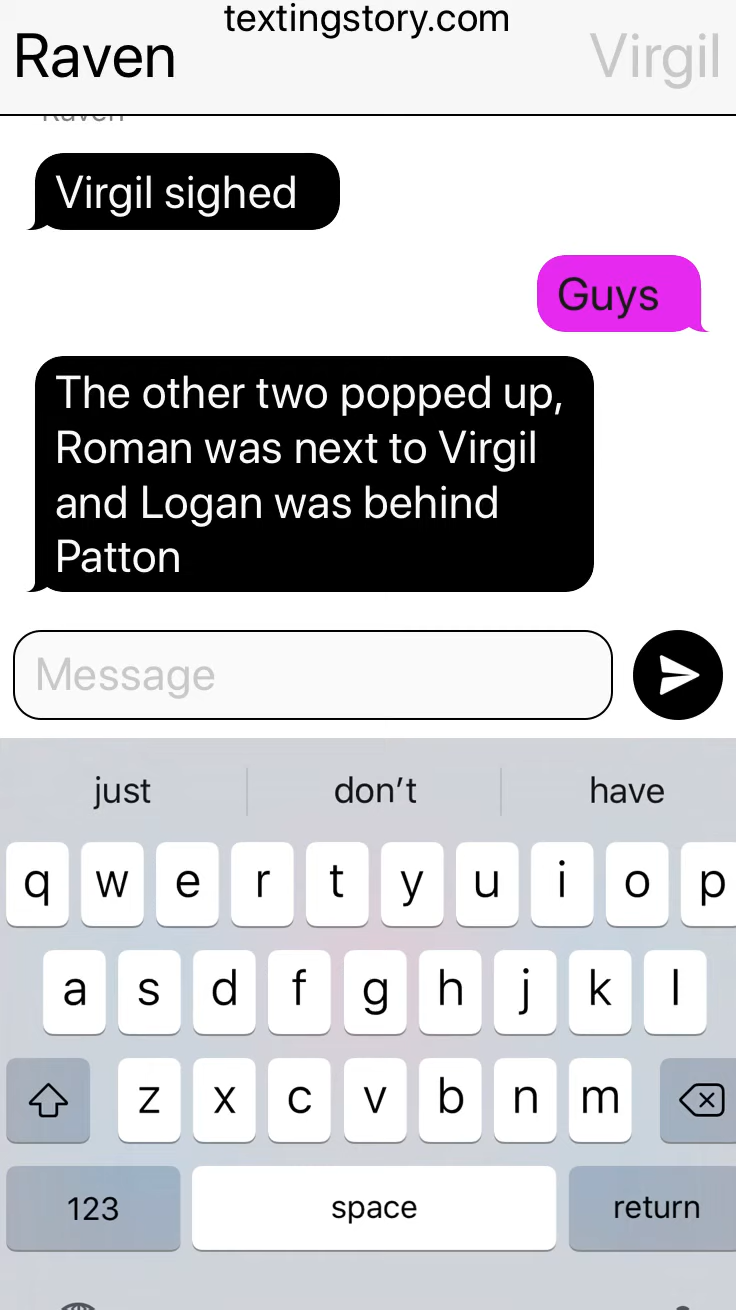 textingstory.com
Raven
Virgil
Raven
Virgil sighed
Guys
The other two popped up,
Roman was next to Virgil
and Logan was behind
Patton
Message
just
don’t
have
q w e r t y u i o p
a s d f g h j k l
z x c v b n m
123
space
return